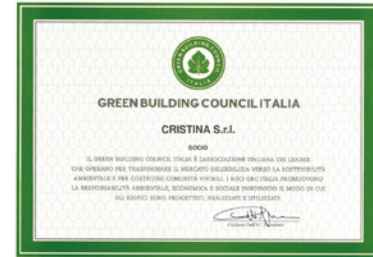 GREEN BUILDING COUNCIL
ITALIA
GREEN BUILDING COUNCIL ITALIA
CRISTINA S.r.l.
SOCIO
IL GREEN BUILDING COUNCIL ITALIA È L'ASSOCIAZIONE ITALIANA DEI LEADER
CHE OPERANO PER TRASFORMARE IL MERCATO DELL'EDILIZIA VERSO LA SOSTENIBILITÀ
AMBIENTALE E PER COSTRUIRE COMUNITÀ VIVIBILI. I SOCI GBC ITALIA PROMUOVONO
LA RESPONSABILITÀ AMBIENTALE, ECONOMICA E SOCIALE INNOVANDO IL MODO IN CUI
GLI EDIFICI SONO PROGETTATI, REALIZZATI E UTILIZZATI.